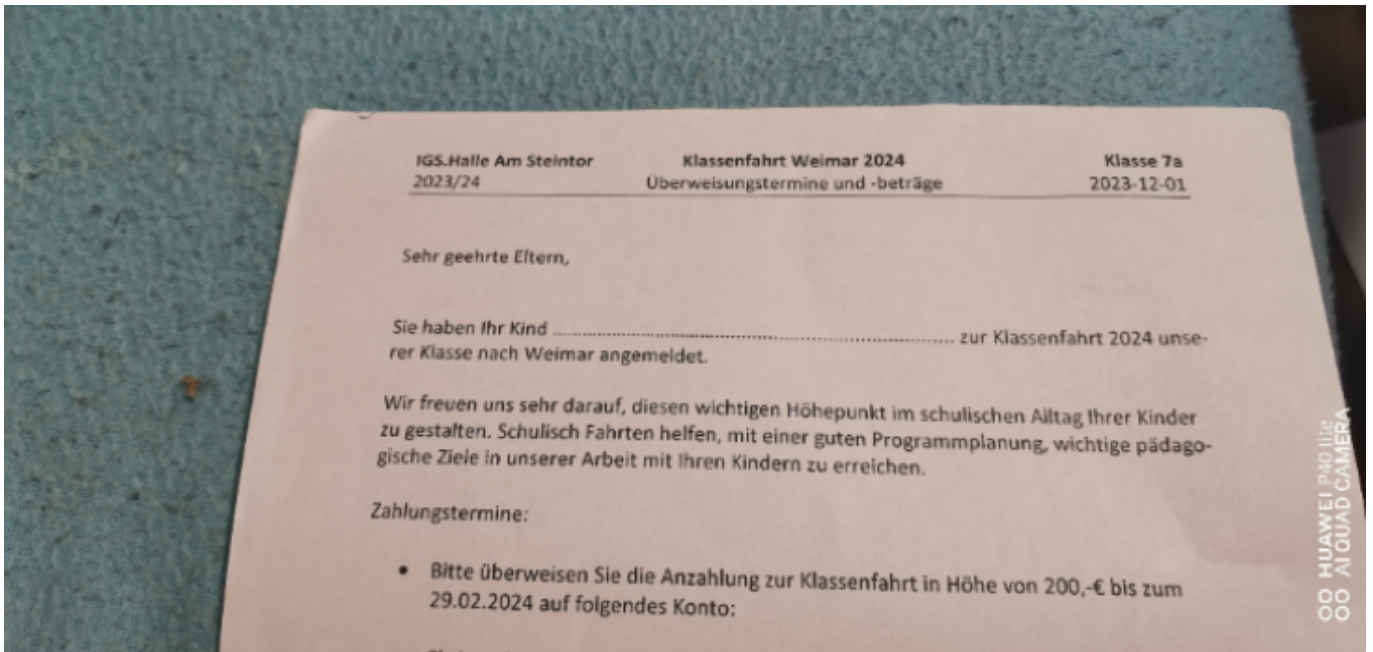 IGS.Halle Am Steintor Klassenfahrt Weimar 2024 Klasse 7a
2023/24 Überweisungstermine und -beträge 2023-12-01
Sehr geehrte Eltern,
Sie haben Ihr Kind ........................................................................ zur Klassenfahrt 2024 unse-
rer Klasse nach Weimar angemeldet.
Wir freuen uns sehr darauf, diesen wichtigen Höhepunkt im schulischen Alltag Ihrer Kinder
zu gestalten. Schulisch Fahrten helfen, mit einer guten Programmplanung, wichtige pädago-
gische Ziele in unserer Arbeit mit Ihren Kindern zu erreichen.
Zahlungstermine:
• Bitte überweisen Sie die Anzahlung zur Klassenfahrt in Höhe von 200,-€ bis zum
29.02.2024 auf folgendes Konto:
HUAWEI P40 lite
AI QUAD CAMERA